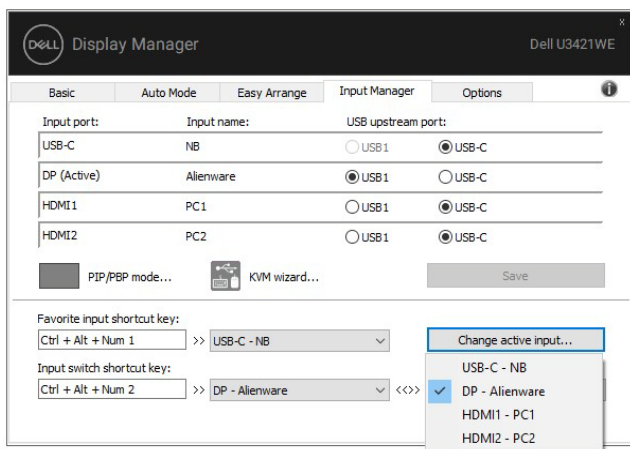 DELL Display Manager Dell U3421WE
x
Basic Auto Mode Easy Arrange Input Manager Options
Input port: Input name: USB upstream port:
USB-C NB USB1 USB-C
DP (Active) Alienware USB1 USB-C
HDMI1 PC1 USB1 USB-C
HDMI2 PC2 USB1 USB-C
PIP/PBP mode... KVM wizard... Save
Favorite input shortcut key:
Ctrl + Alt + Num 1 >> USB-C - NB Change active input...
Input switch shortcut key:
Ctrl + Alt + Num 2 >> DP - Alienware <<>>
USB-C - NB
DP - Alienware
HDMI1 - PC1
HDMI2 - PC2